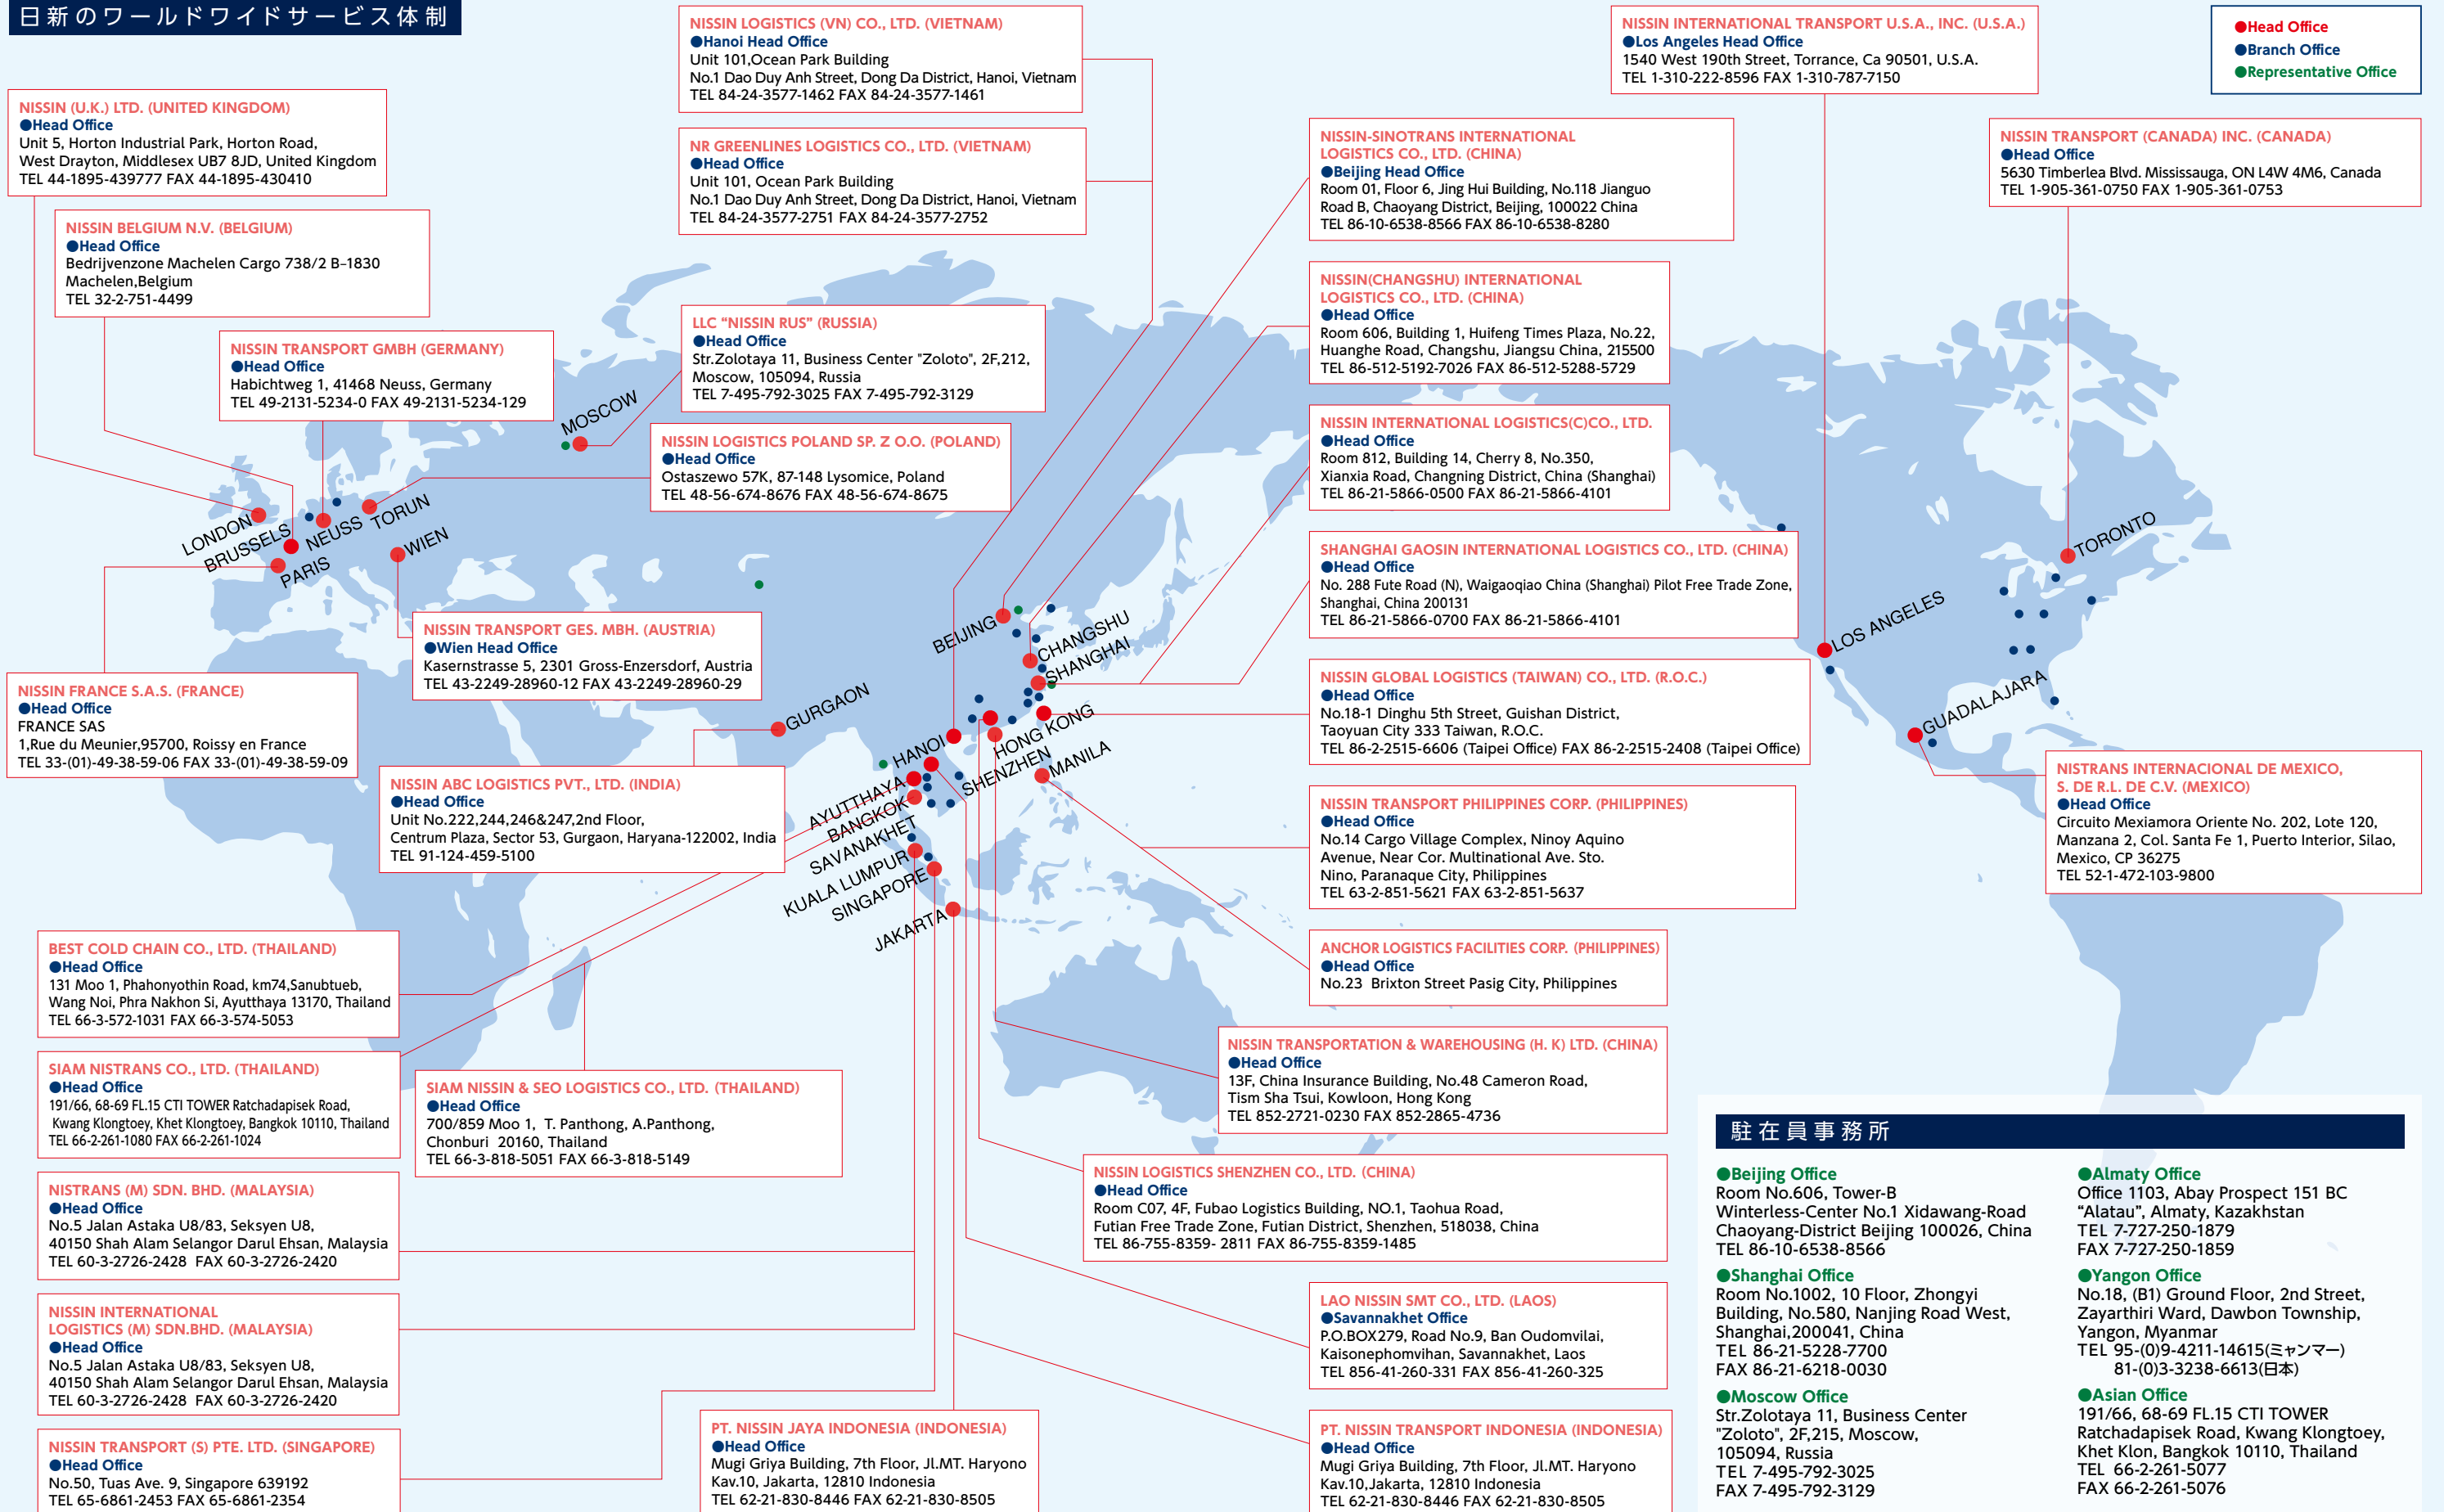 日新のワールドワイドサービス体制
●Head Office
●Branch Office
●Representative Office
NISSIN (U.K.) LTD. (UNITED KINGDOM)
●Head Office
Unit 5, Horton Industrial Park, Horton Road,
West Drayton, Middlesex UB7 8JD, United Kingdom
TEL 44-1895-439777 FAX 44-1895-430410
NISSIN BELGIUM N.V. (BELGIUM)
●Head Office
Bedrijvenzone Machelen Cargo 738/2 B-1830
Machelen,Belgium
TEL 32-2-751-4499
NISSIN TRANSPORT GMBH (GERMANY)
●Head Office
Habichtweg 1, 41468 Neuss, Germany
TEL 49-2131-5234-0 FAX 49-2131-5234-129
NISSIN LOGISTICS (VN) CO., LTD. (VIETNAM)
●Hanoi Head Office
Unit 101,Ocean Park Building
No.1 Dao Duy Anh Street, Dong Da District, Hanoi, Vietnam
TEL 84-24-3577-1462 FAX 84-24-3577-1461
NR GREENLINES LOGISTICS CO., LTD. (VIETNAM)
●Head Office
Unit 101, Ocean Park Building
No.1 Dao Duy Anh Street, Dong Da District, Hanoi, Vietnam
TEL 84-24-3577-2751 FAX 84-24-3577-2752
LLC "NISSIN RUS" (RUSSIA)
●Head Office
Str.Zolotaya 11, Business Center "Zoloto", 2F,212,
Moscow, 105094, Russia
TEL 7-495-792-3025 FAX 7-495-792-3129
NISSIN LOGISTICS POLAND SP. Z O.O. (POLAND)
●Head Office
Ostaszewo 57K, 87-148 Lysomice, Poland
TEL 48-56-674-8676 FAX 48-56-674-8675
NISSIN INTERNATIONAL TRANSPORT U.S.A., INC. (U.S.A.)
●Los Angeles Head Office
1540 West 190th Street, Torrance, Ca 90501, U.S.A.
TEL 1-310-222-8596 FAX 1-310-787-7150
NISSIN TRANSPORT (CANADA) INC. (CANADA)
●Head Office
5630 Timberlea Blvd. Mississauga, ON L4W 4M6, Canada
TEL 1-905-361-0750 FAX 1-905-361-0753
NISSIN-SINOTRANS INTERNATIONAL
LOGISTICS CO., LTD. (CHINA)
●Beijing Head Office
Room 01, Floor 6, Jing Hui Building, No.118 Jianguo
Road B, Chaoyang District, Beijing, 100022 China
TEL 86-10-6538-8566 FAX 86-10-6538-8280
NISSIN(CHANGSHU) INTERNATIONAL
LOGISTICS CO., LTD. (CHINA)
●Head Office
Room 606, Building 1, Huifeng Times Plaza, No.22,
Huanghe Road, Changshu, Jiangsu China, 215500
TEL 86-512-5192-7026 FAX 86-512-5288-5729
NISSIN INTERNATIONAL LOGISTICS(C)CO., LTD.
●Head Office
Room 812, Building 14, Cherry 8, No.350,
Xianxia Road, Changning District, China (Shanghai)
TEL 86-21-5866-0500 FAX 86-21-5866-4101
SHANGHAI GAOSIN INTERNATIONAL LOGISTICS CO., LTD. (CHINA)
●Head Office
No. 288 Fute Road (N), Waigaoqiao China (Shanghai) Pilot Free Trade Zone,
Shanghai, China 200131
TEL 86-21-5866-0700 FAX 86-21-5866-4101
NISSIN GLOBAL LOGISTICS (TAIWAN) CO., LTD. (R.O.C.)
●Head Office
No.18-1 Dinghu 5th Street, Guishan District,
Taoyuan City 333 Taiwan, R.O.C.
TEL 86-2-2515-6606 (Taipei Office) FAX 86-2-2515-2408 (Taipei Office)
NISSIN TRANSPORT PHILIPPINES CORP. (PHILIPPINES)
●Head Office
No.14 Cargo Village Complex, Ninoy Aquino
Avenue, Near Cor. Multinational Ave. Sto.
Nino, Paranaque City, Philippines
TEL 63-2-851-5621 FAX 63-2-851-5637
ANCHOR LOGISTICS FACILITIES CORP. (PHILIPPINES)
●Head Office
No.23 Brixton Street Pasig City, Philippines
NISTRANS INTERNACIONAL DE MEXICO,
S. DE R.L. DE C.V. (MEXICO)
●Head Office
Circuito Mexiamora Oriente No. 202, Lote 120,
Manzana 2, Col. Santa Fe 1, Puerto Interior, Silao,
Mexico, CP 36275
TEL 52-1-472-103-9800
MOSCOW
LONDON
BRUSSELS
NEUSS
TORUN
PARIS
WIEN
GURGAON
BEIJING
CHANGSHU
SHANGHAI
HONG KONG
HANOI
SHENZHEN
MANILA
AYUTTHAYA
BANGKOK
SAVANAKHET
KUALA LUMPUR
SINGAPORE
JAKARTA
TORONTO
LOS ANGELES
GUADALAJARA
NISSIN TRANSPORT GES. MBH. (AUSTRIA)
●Wien Head Office
Kasernstrasse 5, 2301 Gross-Enzersdorf, Austria
TEL 43-2249-28960-12 FAX 43-2249-28960-29
NISSIN FRANCE S.A.S. (FRANCE)
●Head Office
FRANCE SAS
1,Rue du Meunier,95700, Roissy en France
TEL 33-(01)-49-38-59-06 FAX 33-(01)-49-38-59-09
NISSIN ABC LOGISTICS PVT., LTD. (INDIA)
●Head Office
Unit No.222,244,246&247,2nd Floor,
Centrum Plaza, Sector 53, Gurgaon, Haryana-122002, India
TEL 91-124-459-5100
BEST COLD CHAIN CO., LTD. (THAILAND)
●Head Office
131 Moo 1, Phahonyothin Road, km74,Sanubtueb,
Wang Noi, Phra Nakhon Si, Ayutthaya 13170, Thailand
TEL 66-3-572-1031 FAX 66-3-574-5053
SIAM NISTRANS CO., LTD. (THAILAND)
●Head Office
191/66, 68-69 FL.15 CTI TOWER Ratchadapisek Road,
Kwang Klongtoey, Khet Klongtoey, Bangkok 10110, Thailand
TEL 66-2-261-1080 FAX 66-2-261-1024
SIAM NISSIN & SEO LOGISTICS CO., LTD. (THAILAND)
●Head Office
700/859 Moo 1, T. Panthong, A.Panthong,
Chonburi 20160, Thailand
TEL 66-3-818-5051 FAX 66-3-818-5149
NISTRANS (M) SDN. BHD. (MALAYSIA)
●Head Office
No.5 Jalan Astaka U8/83, Seksyen U8,
40150 Shah Alam Selangor Darul Ehsan, Malaysia
TEL 60-3-2726-2428 FAX 60-3-2726-2420
NISSIN INTERNATIONAL
LOGISTICS (M) SDN.BHD. (MALAYSIA)
●Head Office
No.5 Jalan Astaka U8/83, Seksyen U8,
40150 Shah Alam Selangor Darul Ehsan, Malaysia
TEL 60-3-2726-2428 FAX 60-3-2726-2420
NISSIN TRANSPORT (S) PTE. LTD. (SINGAPORE)
●Head Office
No.50, Tuas Ave. 9, Singapore 639192
TEL 65-6861-2453 FAX 65-6861-2354
NISSIN TRANSPORTATION & WAREHOUSING (H. K) LTD. (CHINA)
●Head Office
13F, China Insurance Building, No.48 Cameron Road,
Tism Sha Tsui, Kowloon, Hong Kong
TEL 852-2721-0230 FAX 852-2865-4736
NISSIN LOGISTICS SHENZHEN CO., LTD. (CHINA)
●Head Office
Room C07, 4F, Fubao Logistics Building, NO.1, Taohua Road,
Futian Free Trade Zone, Futian District, Shenzhen, 518038, China
TEL 86-755-8359- 2811 FAX 86-755-8359-1485
LAO NISSIN SMT CO., LTD. (LAOS)
●Savannakhet Office
P.O.BOX279, Road No.9, Ban Oudomvilai,
Kaisonephomvihan, Savannakhet, Laos
TEL 856-41-260-331 FAX 856-41-260-325
PT. NISSIN JAYA INDONESIA (INDONESIA)
●Head Office
Mugi Griya Building, 7th Floor, Jl.MT. Haryono
Kav.10, Jakarta, 12810 Indonesia
TEL 62-21-830-8446 FAX 62-21-830-8505
PT. NISSIN TRANSPORT INDONESIA (INDONESIA)
●Head Office
Mugi Griya Building, 7th Floor, Jl.MT. Haryono
Kav.10,Jakarta, 12810 Indonesia
TEL 62-21-830-8446 FAX 62-21-830-8505
駐在員事務所
●Beijing Office
Room No.606, Tower-B
Winterless-Center No.1 Xidawang-Road
Chaoyang-District Beijing 100026, China
TEL 86-10-6538-8566
●Shanghai Office
Room No.1002, 10 Floor, Zhongyi
Building, No.580, Nanjing Road West,
Shanghai,200041, China
TEL 86-21-5228-7700
FAX 86-21-6218-0030
●Moscow Office
Str.Zolotaya 11, Business Center
"Zoloto", 2F,215, Moscow,
105094, Russia
TEL 7-495-792-3025
FAX 7-495-792-3129
●Almaty Office
Office 1103, Abay Prospect 151 BC
“Alatau”, Almaty, Kazakhstan
TEL 7-727-250-1879
FAX 7-727-250-1859
●Yangon Office
No.18, (B1) Ground Floor, 2nd Street,
Zayarthiri Ward, Dawbon Township,
Yangon, Myanmar
TEL 95-(0)9-4211-14615(ミャンマー)
81-(0)3-3238-6613(日本)
●Asian Office
191/66, 68-69 FL.15 CTI TOWER
Ratchadapisek Road, Kwang Klongtoey,
Khet Klon, Bangkok 10110, Thailand
TEL 66-2-261-5077
FAX 66-2-261-5076